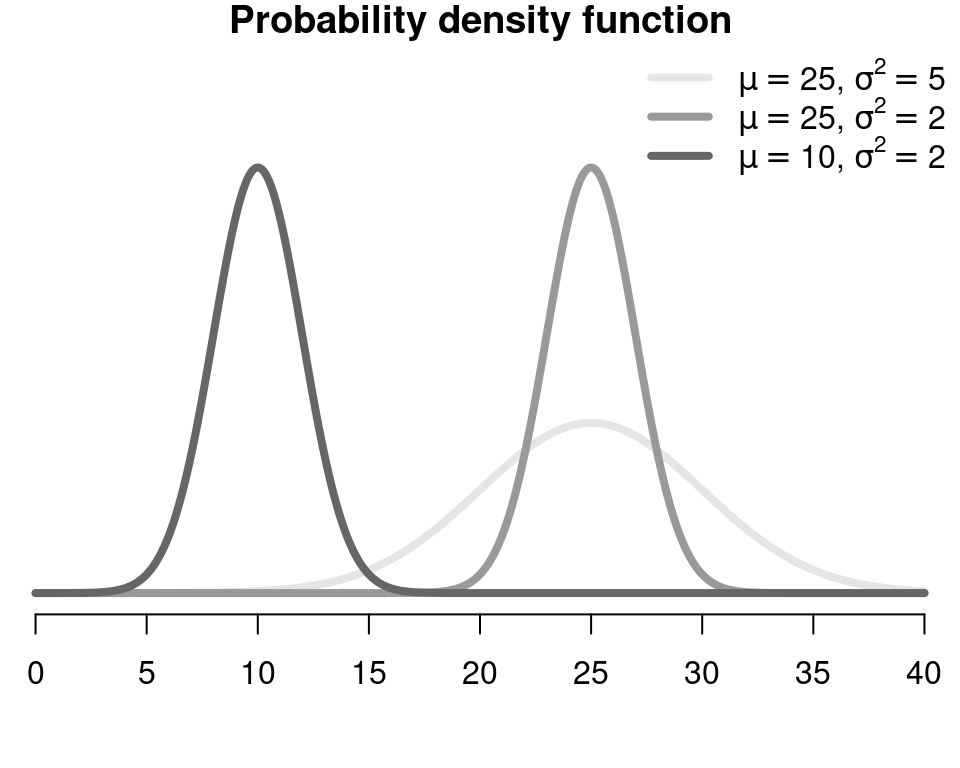 Probability density function
μ = 25, σ² = 5
μ = 25, σ² = 2
μ = 10, σ² = 2
0 5 10 15 20 25 30 35 40